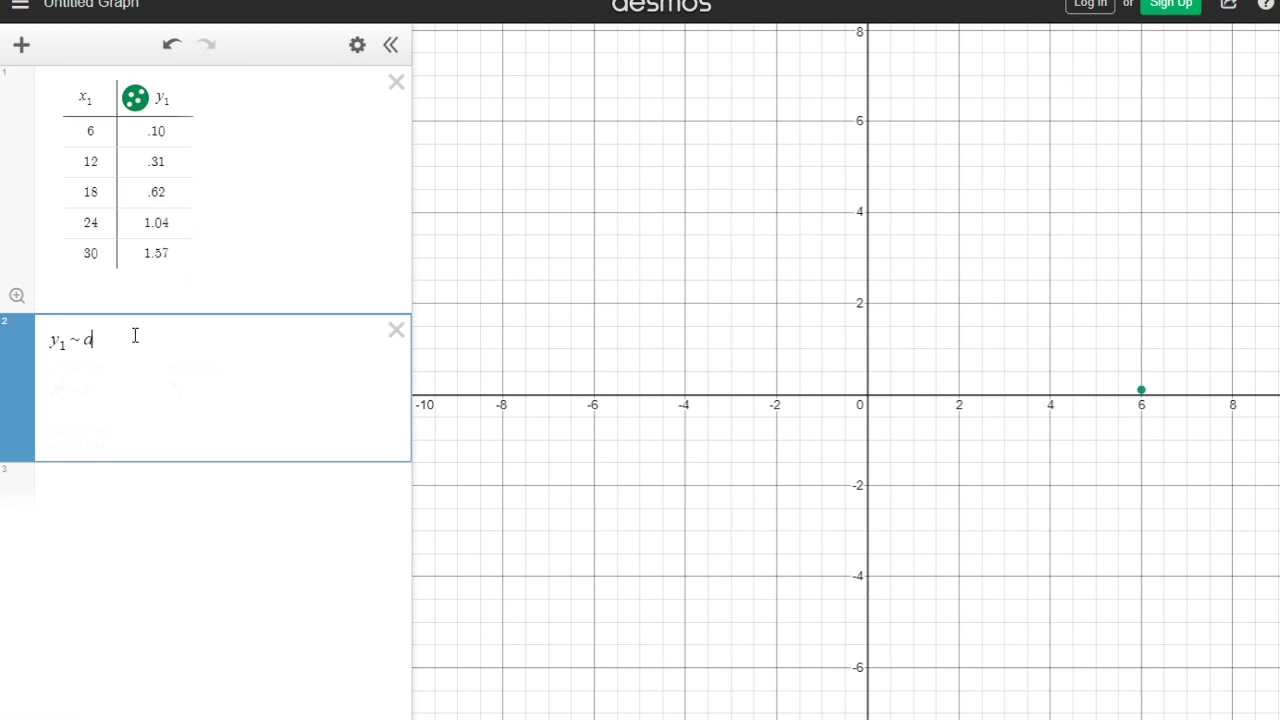 Untitled Graph
desmos
Log In or Sign Up
1
x₁ y₁
6 .10
12 .31
18 .62
24 1.04
30 1.57
2
y₁ ~ a
3
8
6
4
2
-10 -8 -6 -4 -2 0 2 4 6 8
-2
-4
-6